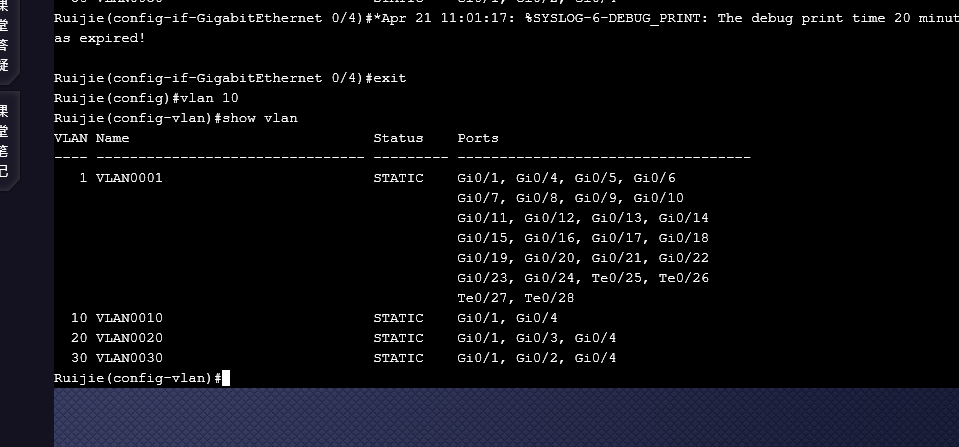 课
堂
答
疑
课
堂
笔
记
Ruijie(config-if-GigabitEthernet 0/4)#*Apr 21 11:01:17: %SYSLOG-6-DEBUG_PRINT: The debug print time 20 minut
as expired!
Ruijie(config-if-GigabitEthernet 0/4)#exit
Ruijie(config)#vlan 10
Ruijie(config-vlan)#show vlan
VLAN Name Status Ports
---- -------------------------------- --------- -----------------------------------
1 VLAN0001 STATIC Gi0/1, Gi0/4, Gi0/5, Gi0/6
Gi0/7, Gi0/8, Gi0/9, Gi0/10
Gi0/11, Gi0/12, Gi0/13, Gi0/14
Gi0/15, Gi0/16, Gi0/17, Gi0/18
Gi0/19, Gi0/20, Gi0/21, Gi0/22
Gi0/23, Gi0/24, Te0/25, Te0/26
Te0/27, Te0/28
10 VLAN0010 STATIC Gi0/1, Gi0/4
20 VLAN0020 STATIC Gi0/1, Gi0/3, Gi0/4
30 VLAN0030 STATIC Gi0/1, Gi0/2, Gi0/4
Ruijie(config-vlan)#